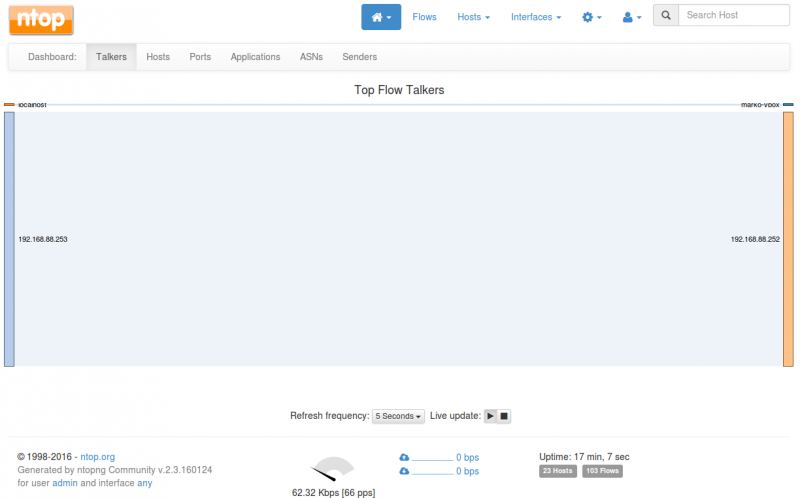 ntop
Flows Hosts Interfaces Search Host
Dashboard: Talkers Hosts Ports Applications ASNs Senders
Top Flow Talkers
localhost marko-vbox
192.168.88.253 192.168.88.252
Refresh frequency: 5 Seconds Live update:
© 1998-2016 - ntop.org
Generated by ntopng Community v.2.3.160124
for user admin and interface any
62.32 Kbps [66 pps]
0 bps
0 bps
Uptime: 17 min, 7 sec
23 Hosts 103 Flows